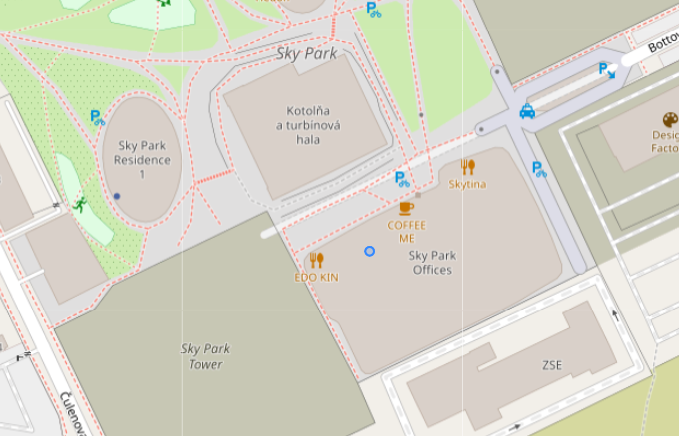 Sky Park
Kotolňa
a turbínová
hala
Sky Park
Residence
1
Skytina
COFFEE
ME
EDO KIN
Sky Park
Offices
Sky Park
Tower
ZSE